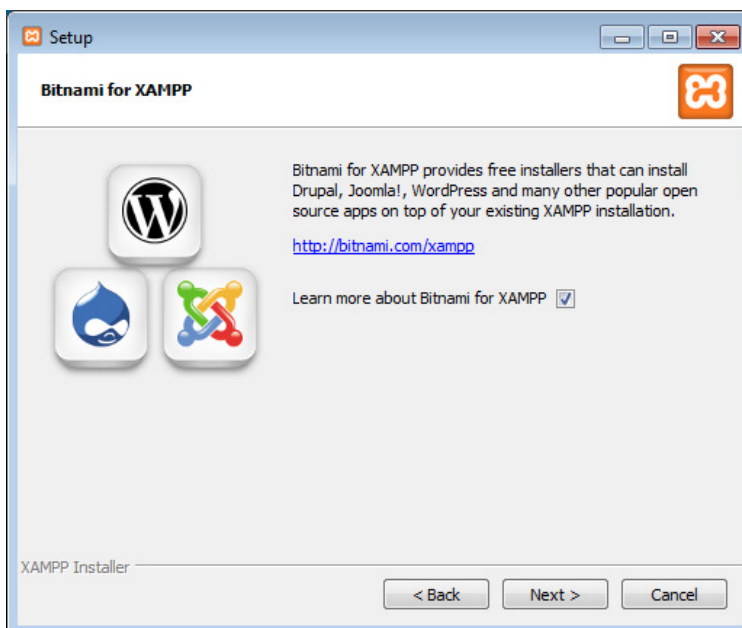 Setup
Bitnami for XAMPP
Bitnami for XAMPP provides free installers that can install
Drupal, Joomla!, WordPress and many other popular open
source apps on top of your existing XAMPP installation.
http://bitnami.com/xampp
Learn more about Bitnami for XAMPP
XAMPP Installer
< Back
Next >
Cancel